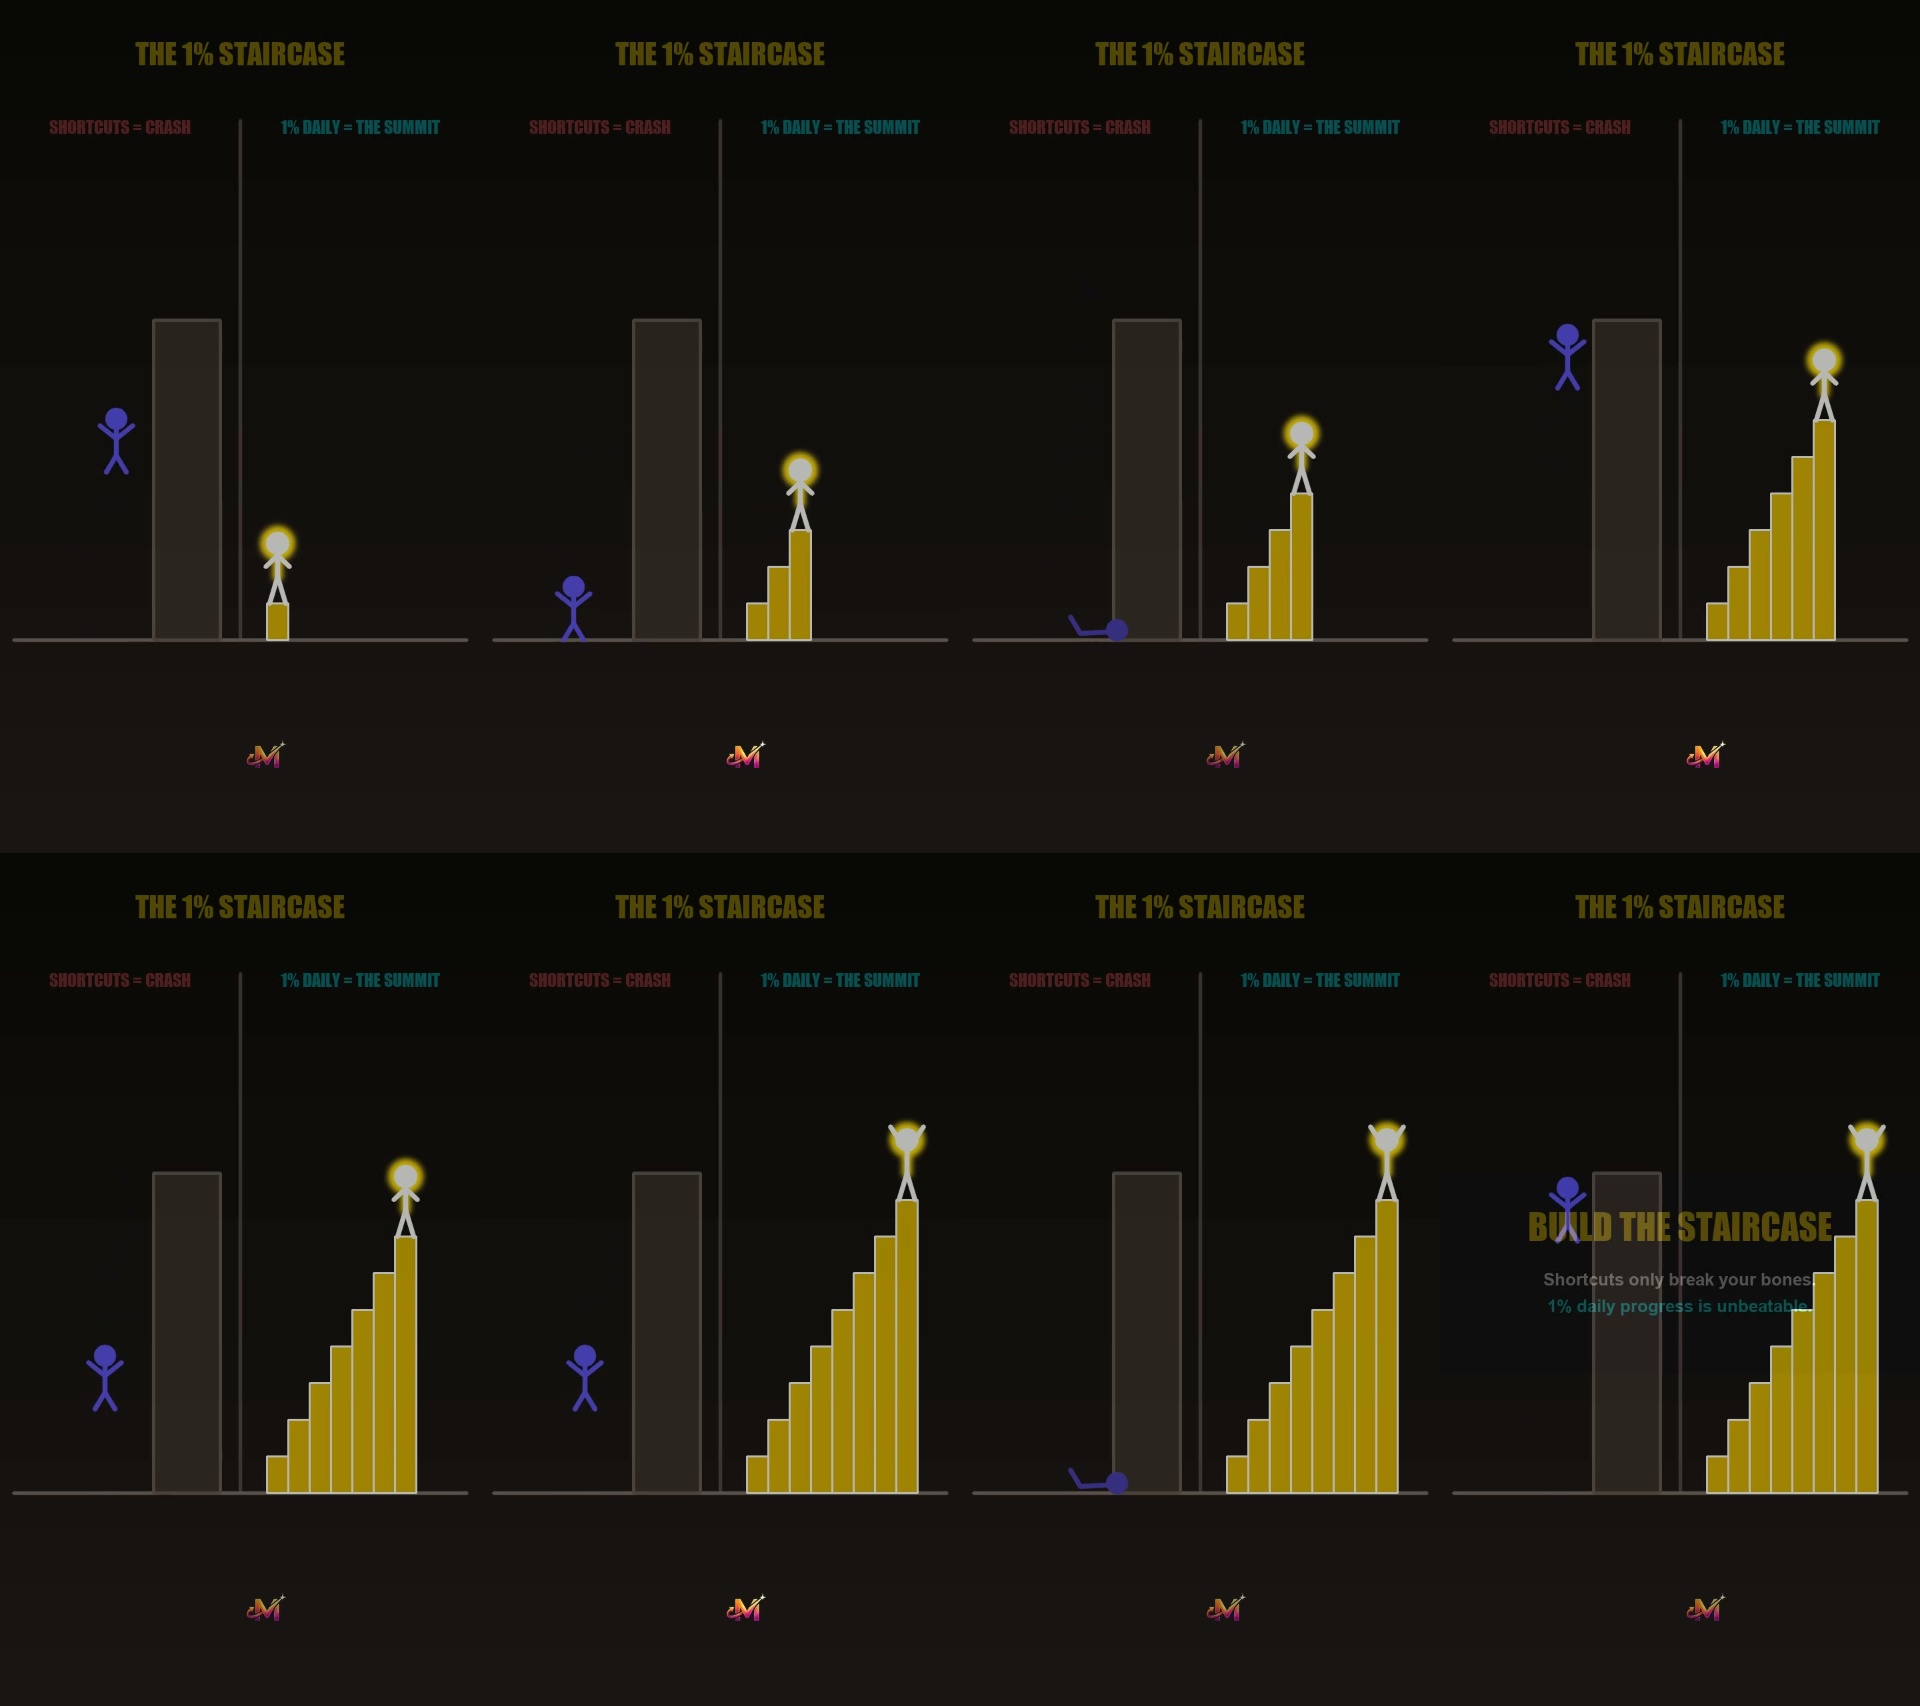 THE 1% STAIRCASE THE 1% STAIRCASE THE 1% STAIRCASE THE 1% STAIRCASE
SHORTCUTS = CRASH 1% DAILY = THE SUMMIT SHORTCUTS = CRASH 1% DAILY = THE SUMMIT SHORTCUTS = CRASH 1% DAILY = THE SUMMIT SHORTCUTS = CRASH 1% DAILY = THE SUMMIT
M M M M
THE 1% STAIRCASE THE 1% STAIRCASE THE 1% STAIRCASE THE 1% STAIRCASE
SHORTCUTS = CRASH 1% DAILY = THE SUMMIT SHORTCUTS = CRASH 1% DAILY = THE SUMMIT SHORTCUTS = CRASH 1% DAILY = THE SUMMIT SHORTCUTS = CRASH 1% DAILY = THE SUMMIT
BUILD THE STAIRCASE
Shortcuts only break your bones.
1% daily progress is unbeatable.
M M M M